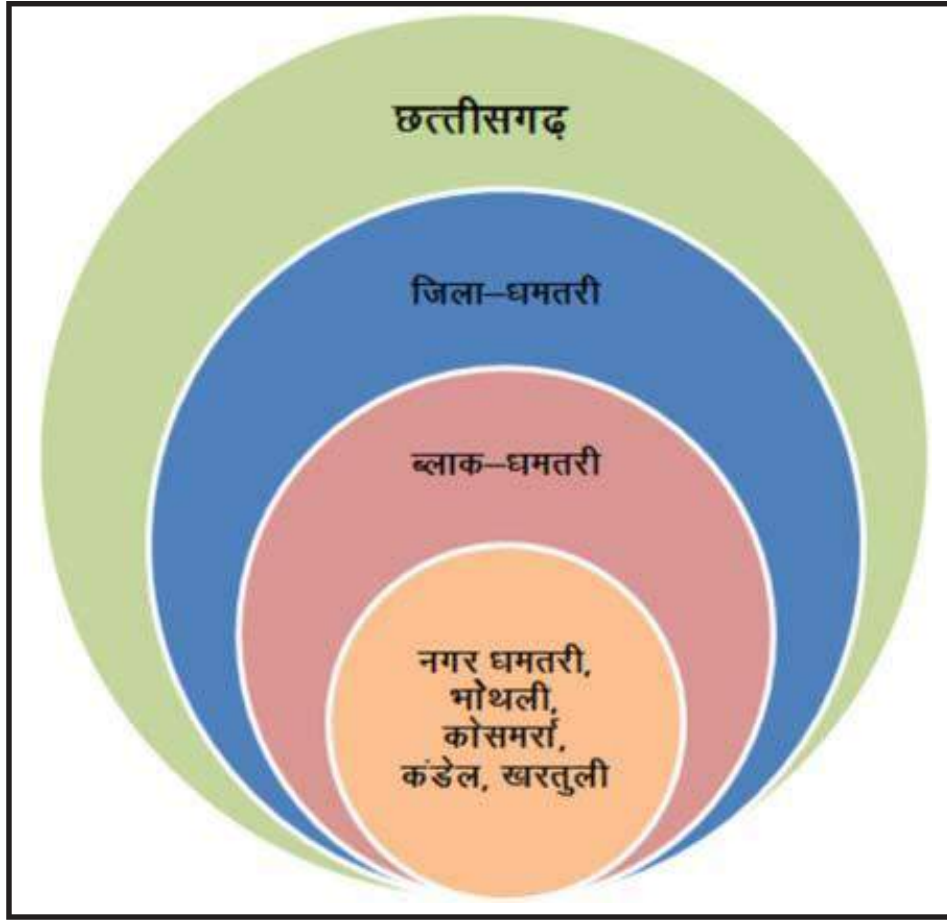 छत्तीसगढ़
जिला–धमतरी
ब्लाक–धमतरी
नगर धमतरी,
भोथली,
कोसमर्रा,
कंडेल, खरतुली